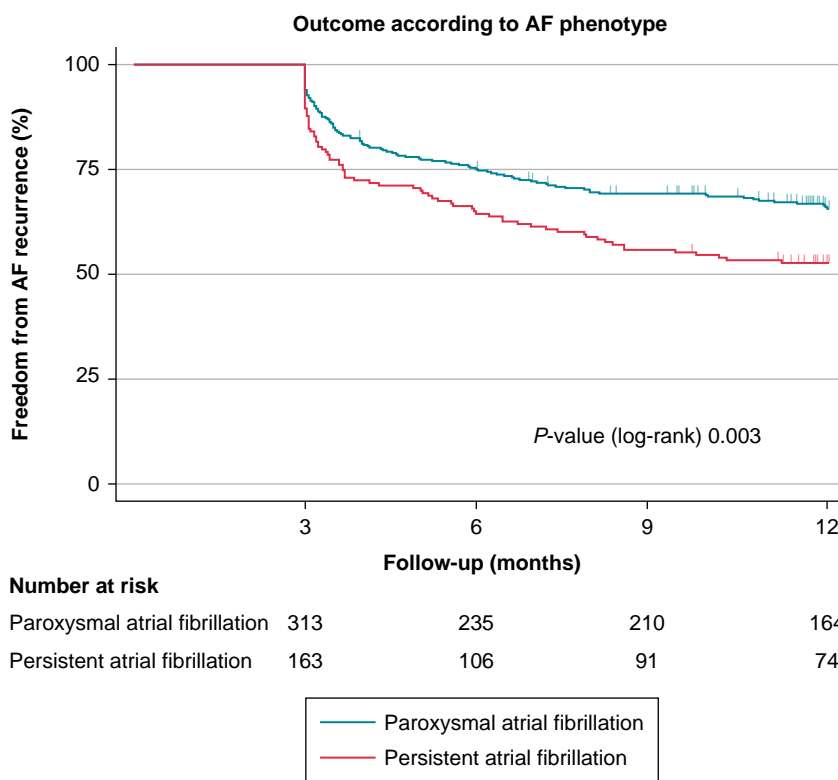 Outcome according to AF phenotype
Freedom from AF recurrence (%)
100
75
50
25
0
P-value (log-rank) 0.003
3 6 9 12
Follow-up (months)
Number at risk
Paroxysmal atrial fibrillation 313 235 210 164
Persistent atrial fibrillation 163 106 91 74
Paroxysmal atrial fibrillation
Persistent atrial fibrillation